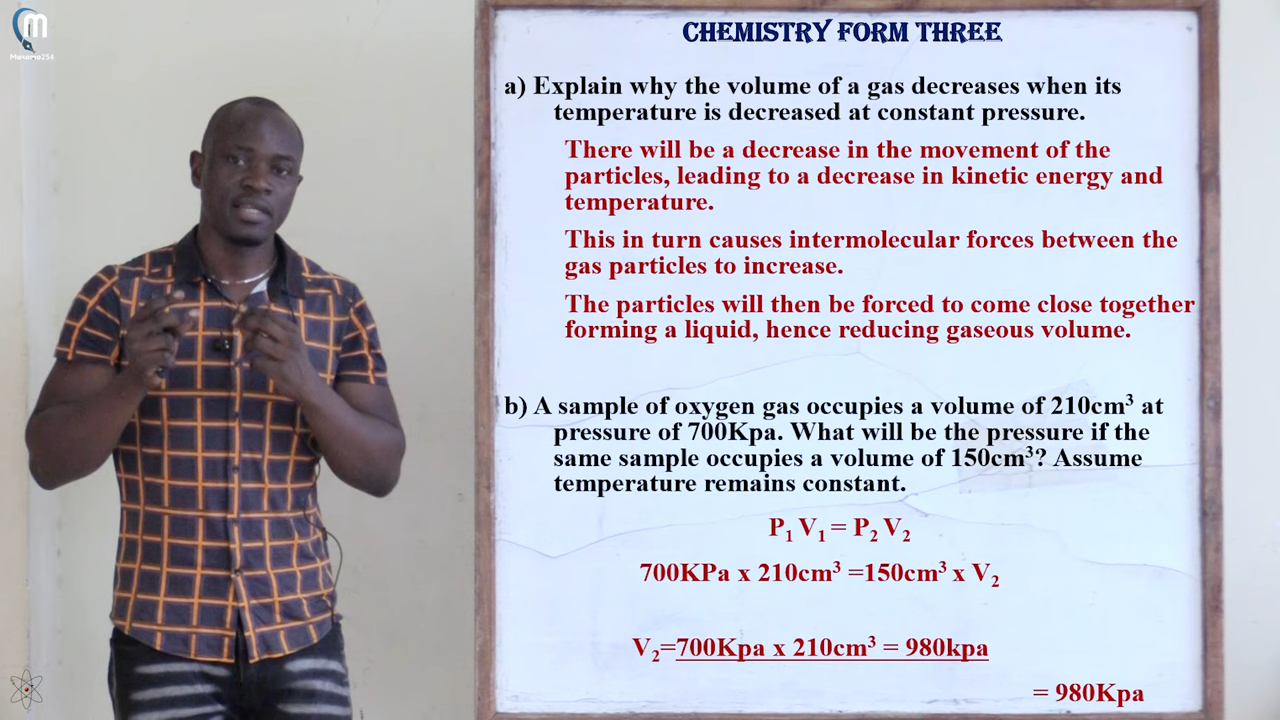 M
Mwalimu254
CHEMISTRY FORM THREE
a) Explain why the volume of a gas decreases when its
temperature is decreased at constant pressure.
There will be a decrease in the movement of the
particles, leading to a decrease in kinetic energy and
temperature.
This in turn causes intermolecular forces between the
gas particles to increase.
The particles will then be forced to come close together
forming a liquid, hence reducing gaseous volume.
b) A sample of oxygen gas occupies a volume of 210cm³ at
pressure of 700Kpa. What will be the pressure if the
same sample occupies a volume of 150cm³? Assume
temperature remains constant.
P₁ V₁ = P₂ V₂
700KPa x 210cm³ =150cm³ x V₂
V₂=700Kpa x 210cm³ = 980kpa
= 980Kpa